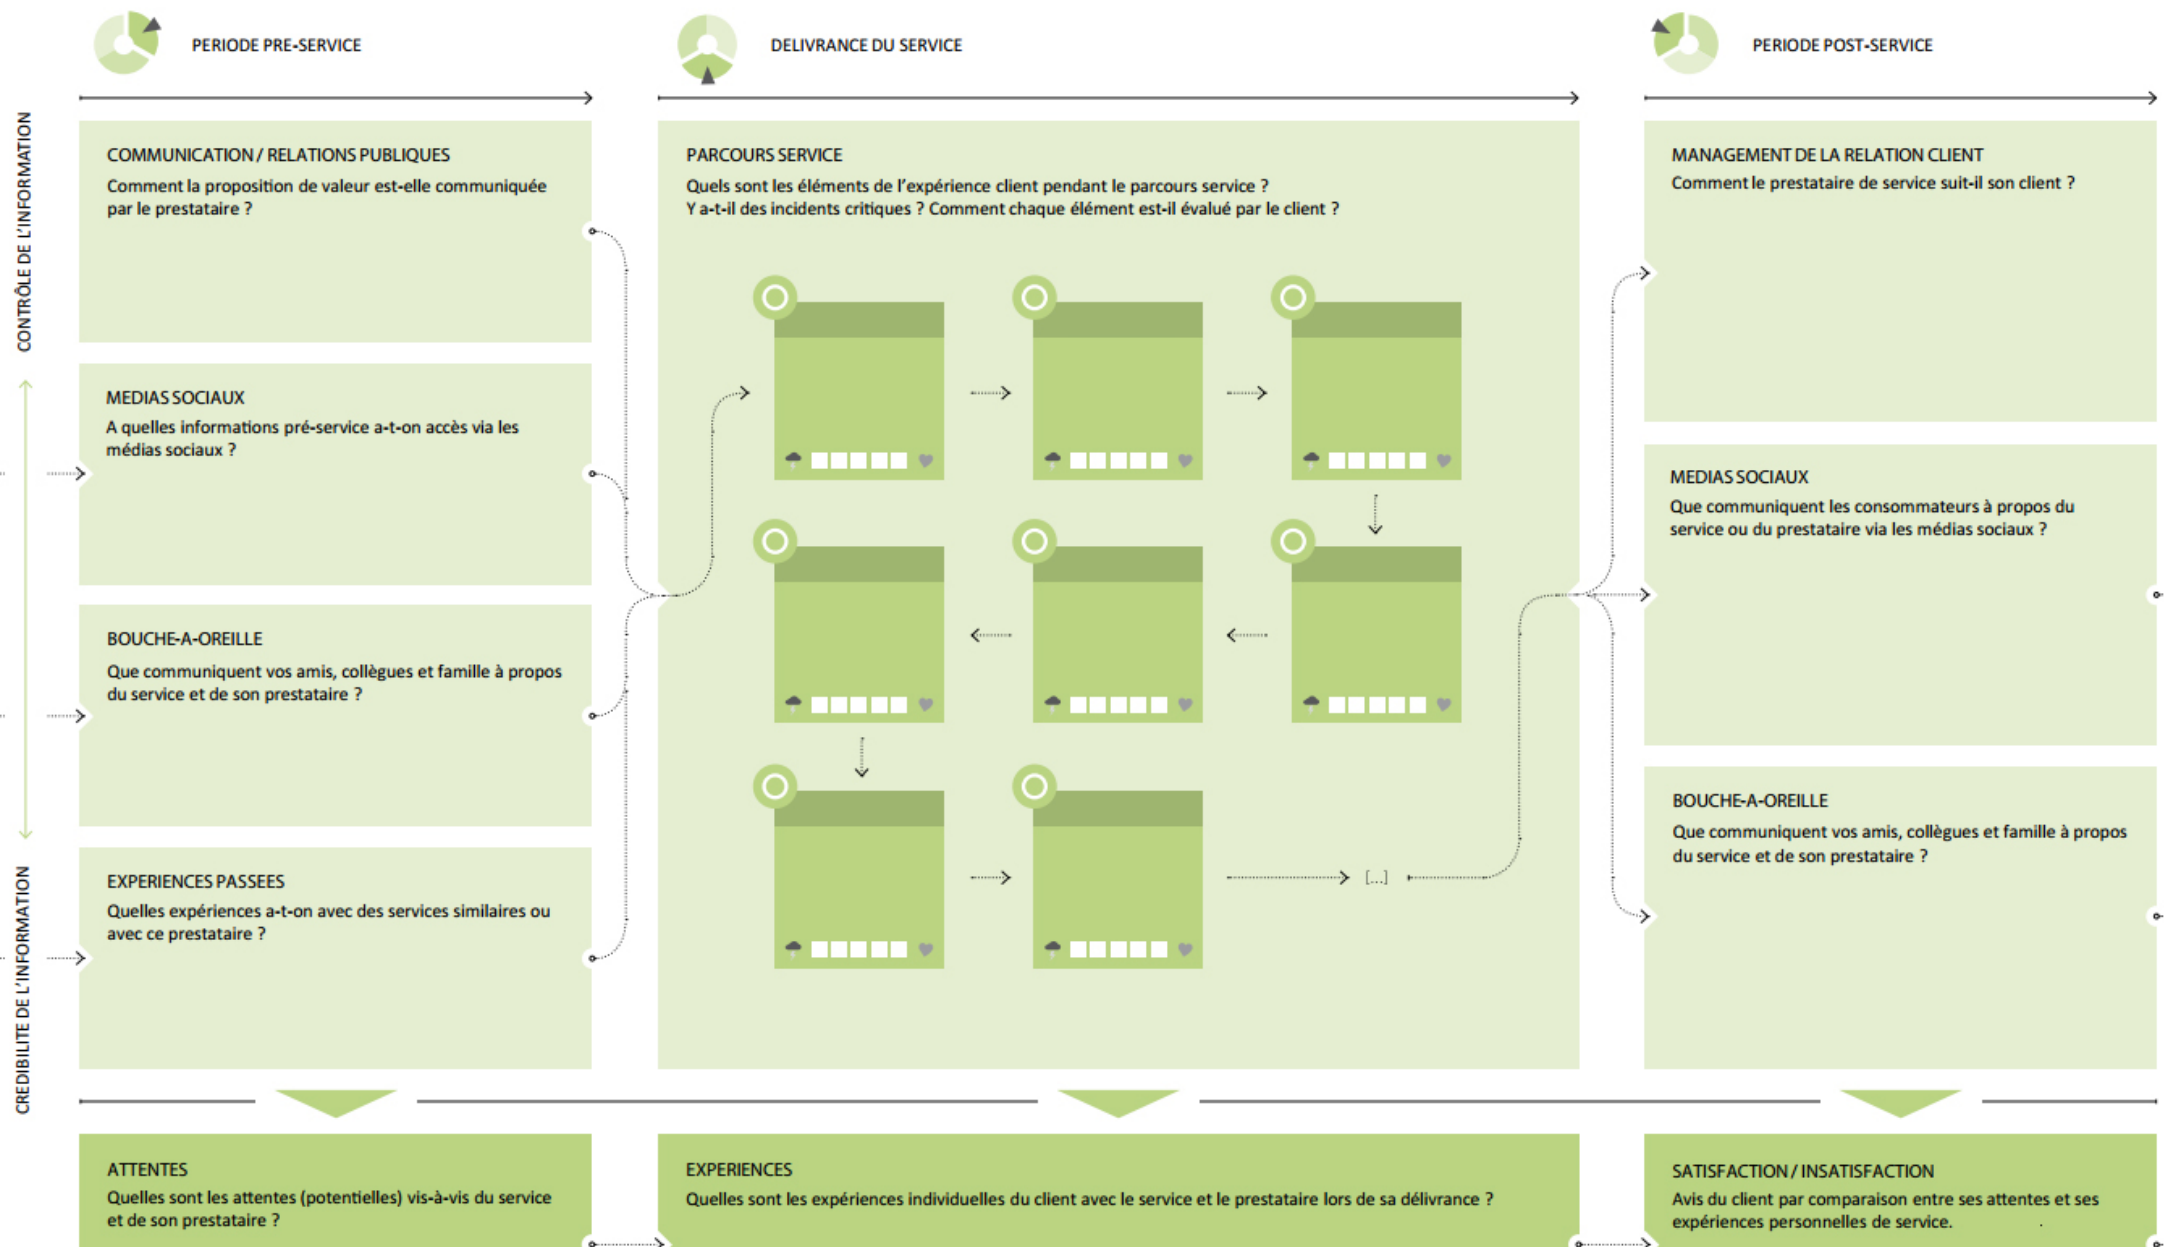 PERIODE PRE-SERVICE
DELIVRANCE DU SERVICE
PERIODE POST-SERVICE
CONTRÔLE DE L'INFORMATION
CREDIBILITE DE L'INFORMATION
COMMUNICATION / RELATIONS PUBLIQUES
Comment la proposition de valeur est-elle communiquée
par le prestataire ?
MEDIAS SOCIAUX
A quelles informations pré-service a-t-on accès via les
médias sociaux ?
BOUCHE-A-OREILLE
Que communiquent vos amis, collègues et famille à propos
du service et de son prestataire ?
EXPERIENCES PASSEES
Quelles expériences a-t-on avec des services similaires ou
avec ce prestataire ?
PARCOURS SERVICE
Quels sont les éléments de l'expérience client pendant le parcours service ?
Y a-t-il des incidents critiques ? Comment chaque élément est-il évalué par le client ?
[...]
MANAGEMENT DE LA RELATION CLIENT
Comment le prestataire de service suit-il son client ?
MEDIAS SOCIAUX
Que communiquent les consommateurs à propos du
service ou du prestataire via les médias sociaux ?
BOUCHE-A-OREILLE
Que communiquent vos amis, collègues et famille à propos
du service et de son prestataire ?
ATTENTES
Quelles sont les attentes (potentielles) vis-à-vis du service
et de son prestataire ?
EXPERIENCES
Quelles sont les expériences individuelles du client avec le service et le prestataire lors de sa délivrance ?
SATISFACTION / INSATISFACTION
Avis du client par comparaison entre ses attentes et ses
expériences personnelles de service.